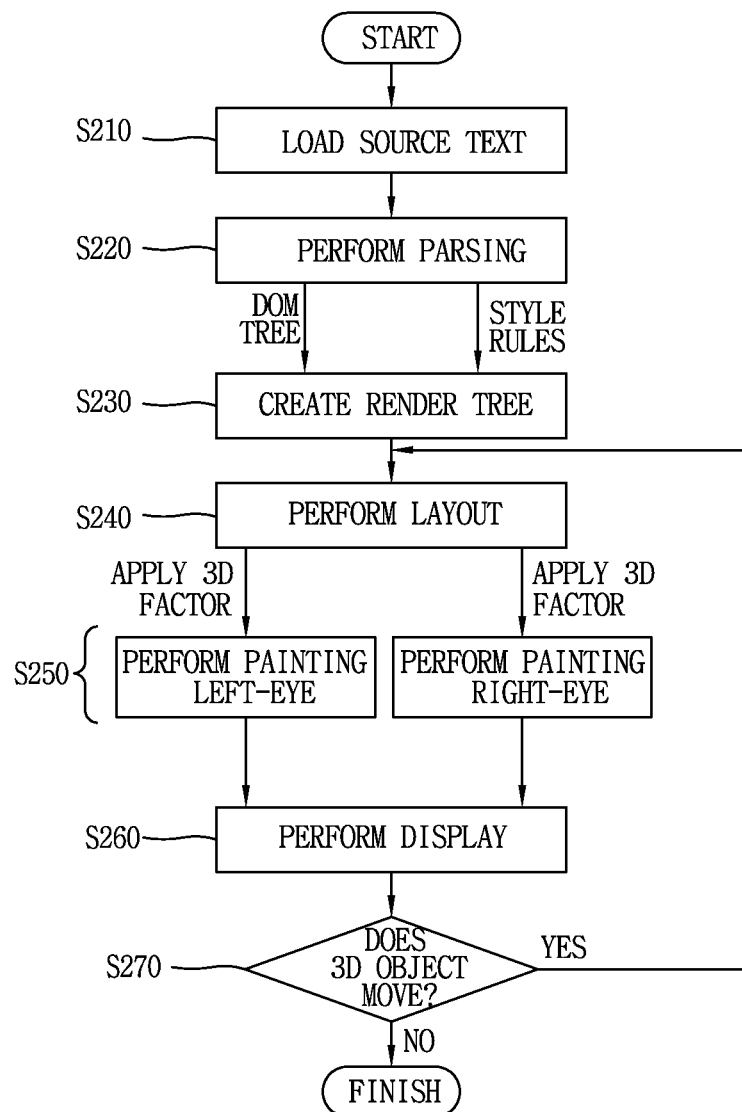 START
S210
LOAD SOURCE TEXT
S220
PERFORM PARSING
DOM
TREE
STYLE
RULES
S230
CREATE RENDER TREE
S240
PERFORM LAYOUT
APPLY 3D
FACTOR
APPLY 3D
FACTOR
S250
PERFORM PAINTING
LEFT-EYE
PERFORM PAINTING
RIGHT-EYE
S260
PERFORM DISPLAY
S270
DOES
3D OBJECT
MOVE?
YES
NO
FINISH